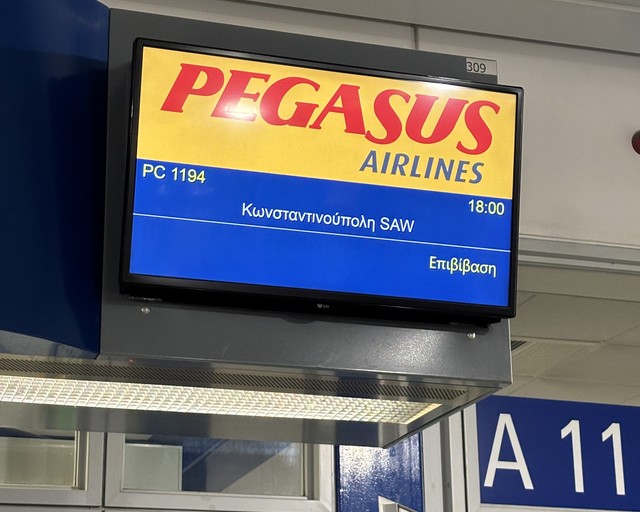 309
PEGASUS
AIRLINES
PC 1194
18:00
Κωνσταντινούπολη SAW
Επιβίβαση
A 11